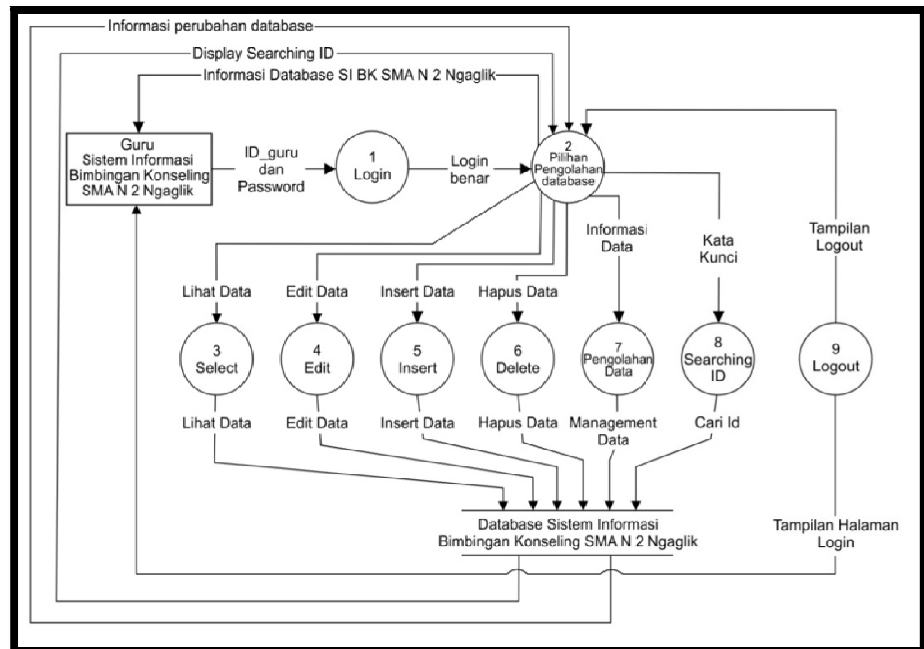 Informasi perubahan database
Display Searching ID
Informasi Database SI BK SMA N 2 Ngaglik
Guru
Sistem Informasi
Bimbingan Konseling
SMA N 2 Ngaglik
ID_guru
dan
Password
1
Login
Login
benar
2
Pilihan
Pengolahan
database
Informasi
Data
Kata
Kunci
Tampilan
Logout
Lihat Data
Edit Data
Insert Data
Hapus Data
3
Select
4
Edit
5
Insert
6
Delete
7
Pengolahan
Data
8
Searching
ID
9
Logout
Lihat Data
Edit Data
Insert Data
Hapus Data
Management
Data
Cari Id
Database Sistem Informasi
Bimbingan Konseling SMA N 2 Ngaglik
Tampilan Halaman
Login